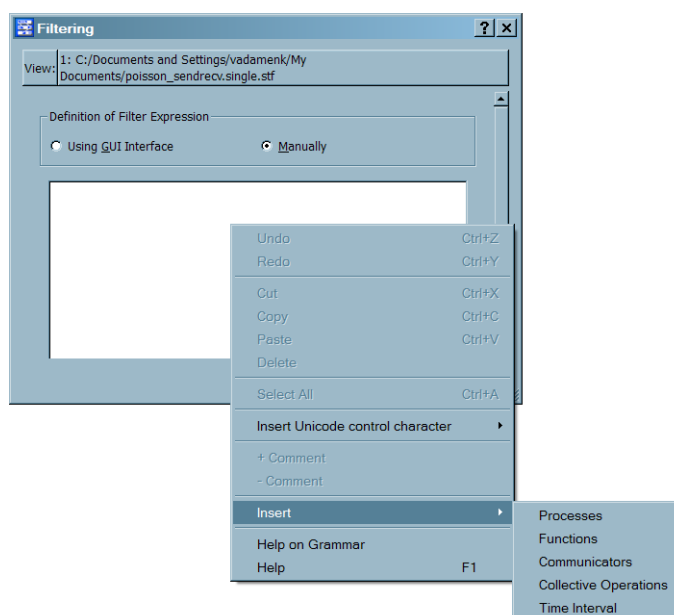 Filtering
View: 1: C:/Documents and Settings/vadamenk/My
Documents/poisson_sendrecv.single.stf
Definition of Filter Expression
Using GUI Interface
Manually
Undo Ctrl+Z
Redo Ctrl+Y
Cut Ctrl+X
Copy Ctrl+C
Paste Ctrl+V
Delete
Select All Ctrl+A
Insert Unicode control character
+ Comment
- Comment
Insert
Help on Grammar
Help F1
Processes
Functions
Communicators
Collective Operations
Time Interval